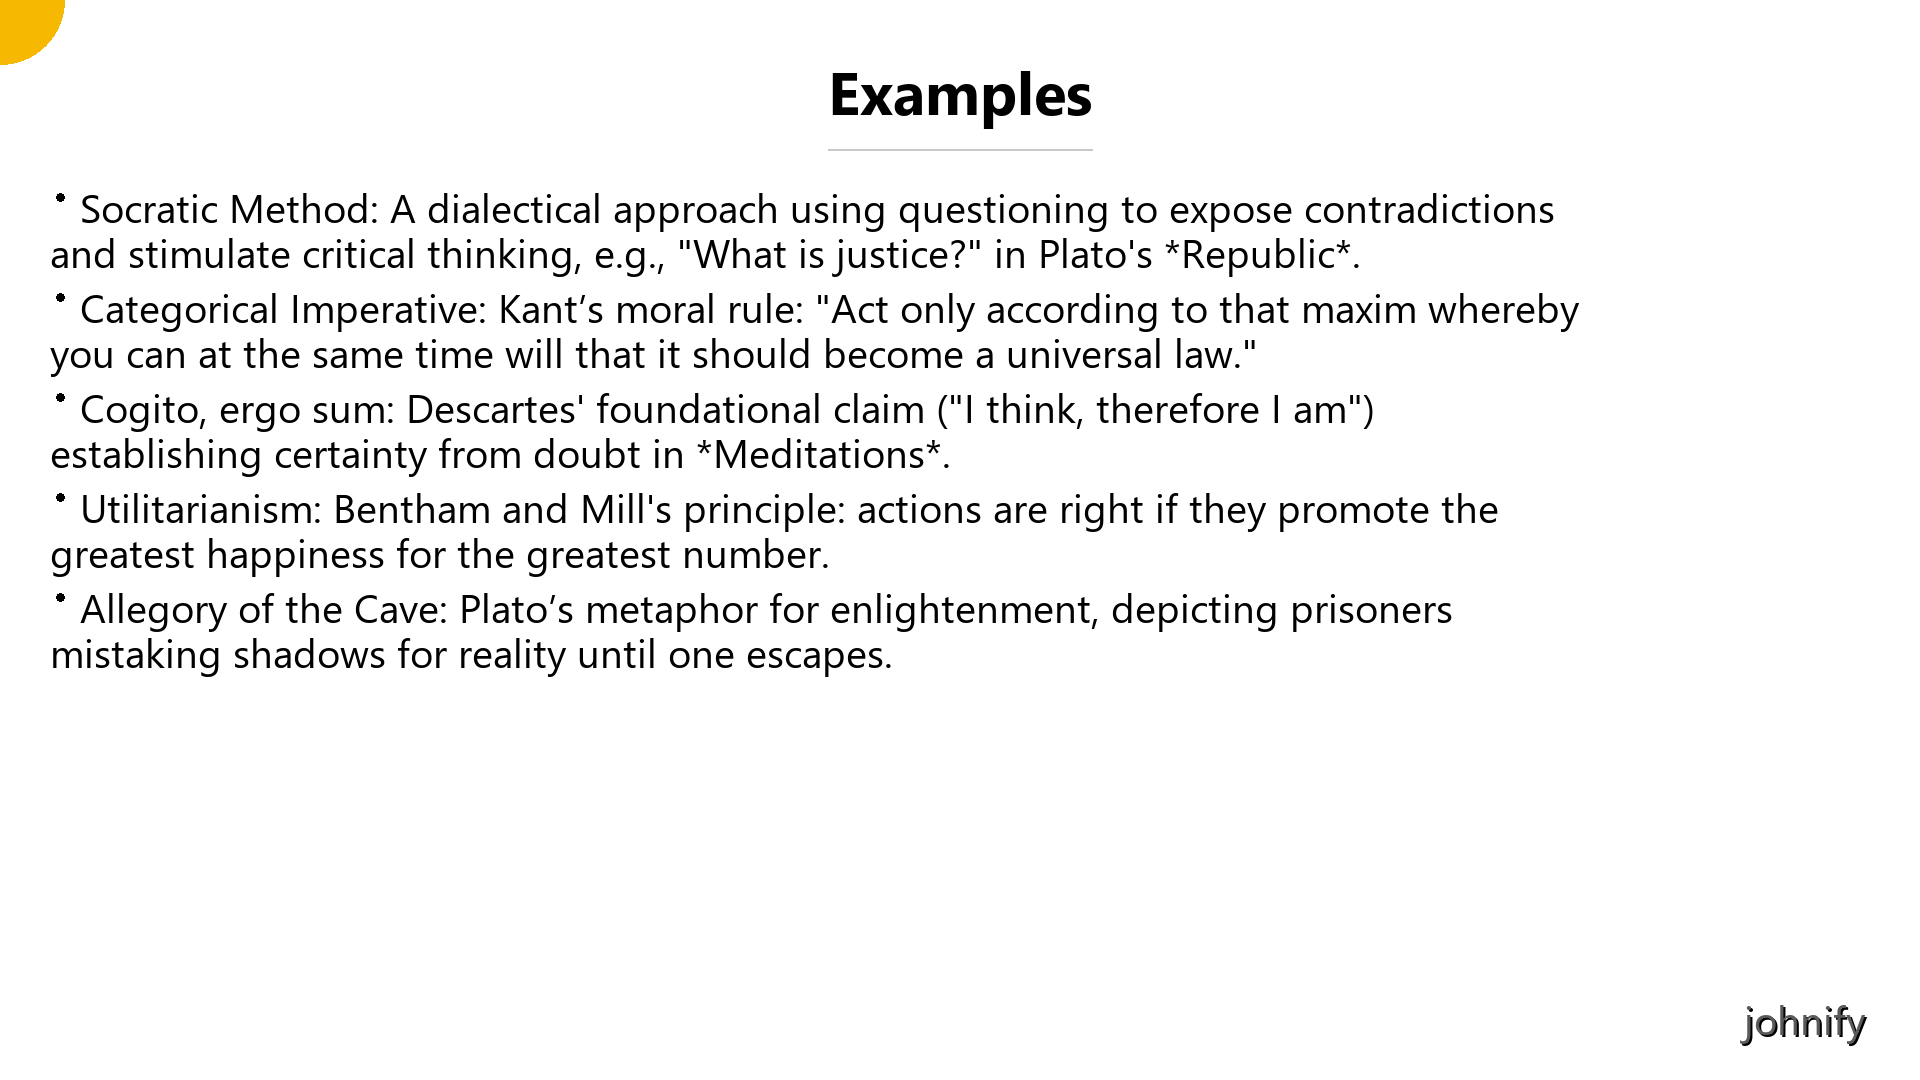 Examples
• Socratic Method: A dialectical approach using questioning to expose contradictions
and stimulate critical thinking, e.g., "What is justice?" in Plato's *Republic*.
• Categorical Imperative: Kant’s moral rule: "Act only according to that maxim whereby
you can at the same time will that it should become a universal law."
• Cogito, ergo sum: Descartes' foundational claim ("I think, therefore I am")
establishing certainty from doubt in *Meditations*.
• Utilitarianism: Bentham and Mill's principle: actions are right if they promote the
greatest happiness for the greatest number.
• Allegory of the Cave: Plato’s metaphor for enlightenment, depicting prisoners
mistaking shadows for reality until one escapes.
johnify